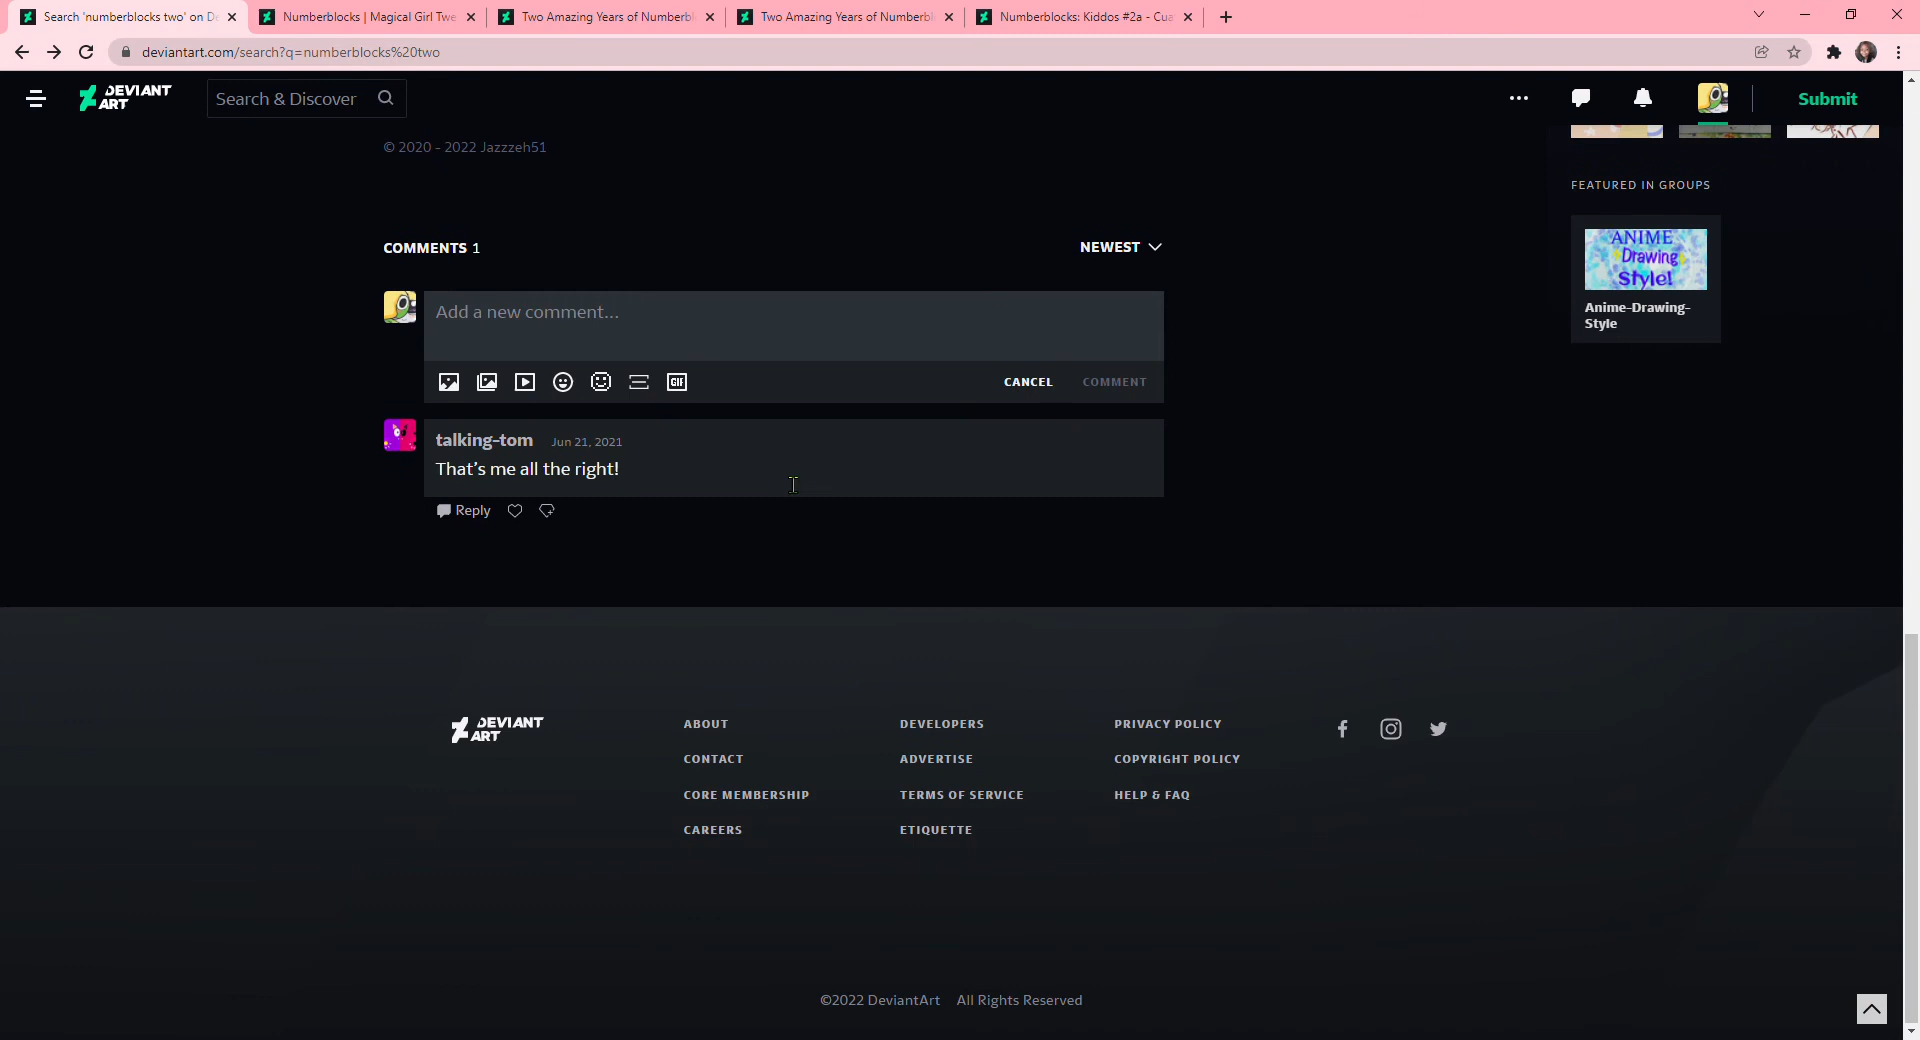 Search 'numberblocks two' on De
Numberblocks | Magical Girl Twe
Two Amazing Years of Numberbl
Two Amazing Years of Numberbl
Numberblocks: Kiddos #2a - Cua
deviantart.com/search?q=numberblocks%20two
DEVIANT
ART
Search & Discover
Submit
© 2020 - 2022 Jazzzeh51
FEATURED IN GROUPS
ANIME
Drawing
Style!
Anime-Drawing-
Style
COMMENTS 1
NEWEST
Add a new comment...
GIF
CANCEL
COMMENT
talking-tom Jun 21, 2021
That's me all the right!
Reply
DEVIANT
ART
ABOUT
CONTACT
CORE MEMBERSHIP
CAREERS
DEVELOPERS
ADVERTISE
TERMS OF SERVICE
ETIQUETTE
PRIVACY POLICY
COPYRIGHT POLICY
HELP & FAQ
©2022 DeviantArt All Rights Reserved